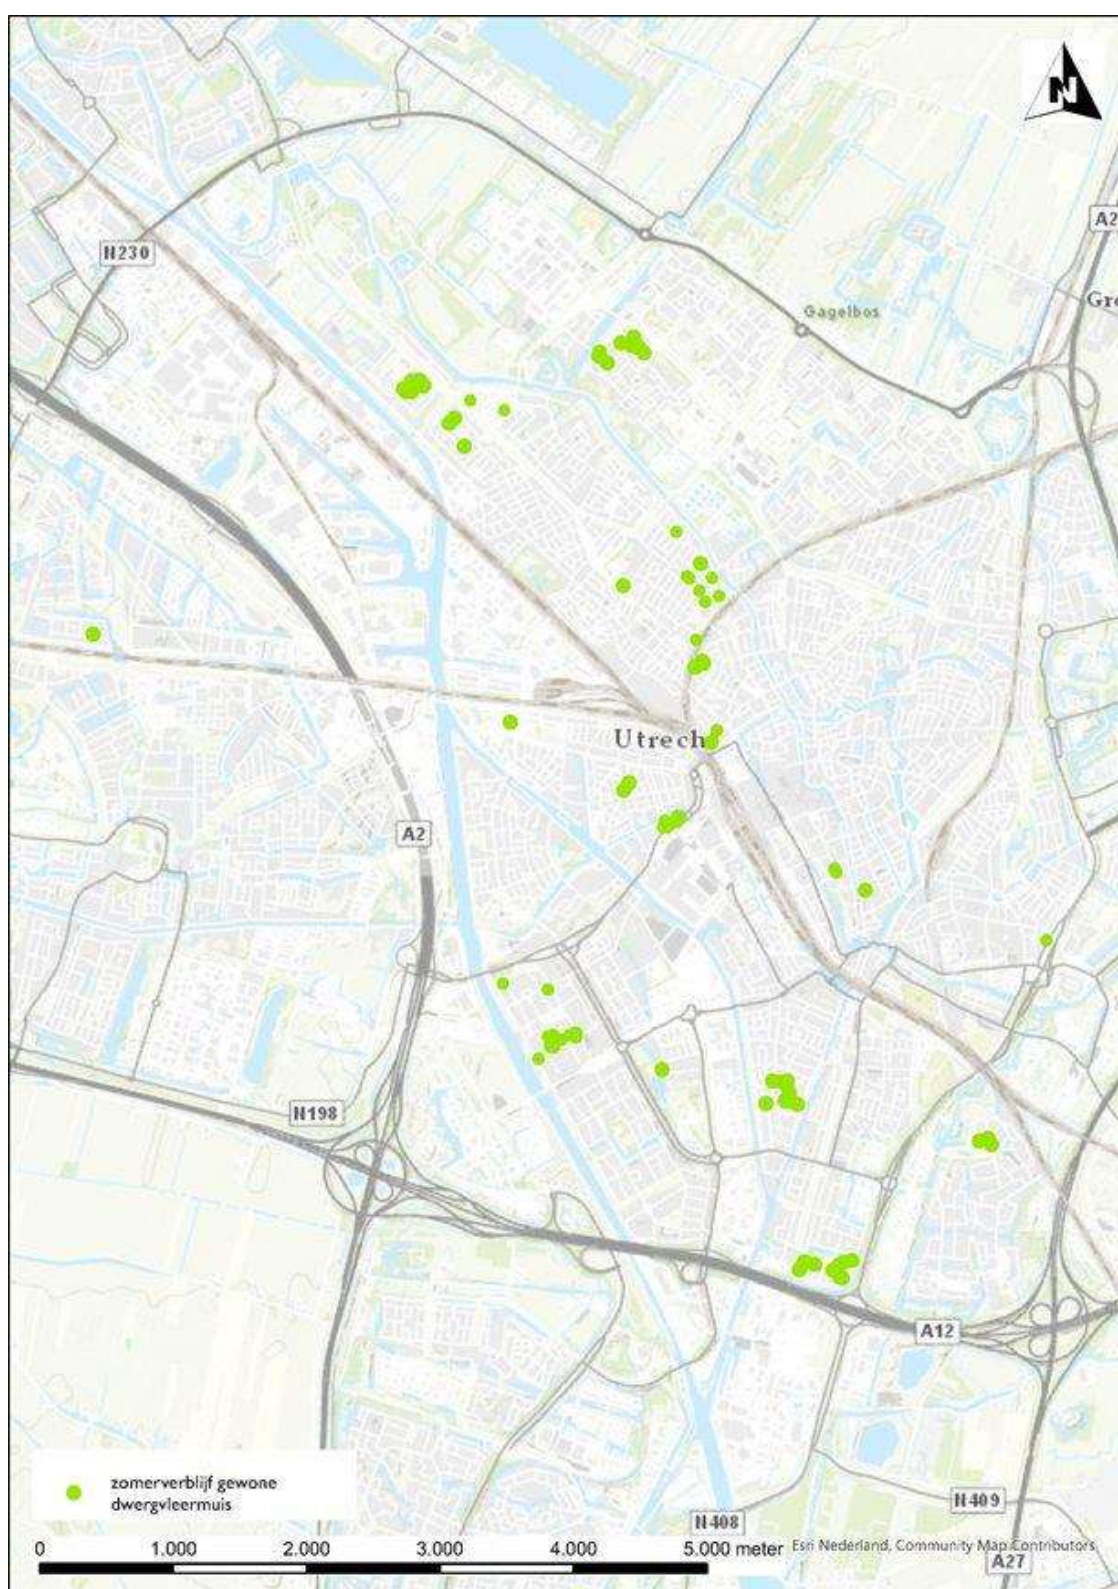 N
A2
N230
Gre
Gagelbos
Utrech
A2
N198
A12
zomerverblijf gewone
dwergvleermuis
N409
N408
0 1.000 2.000 3.000 4.000 5.000 meter
Esri Nederland, Community Map Contributors
A27